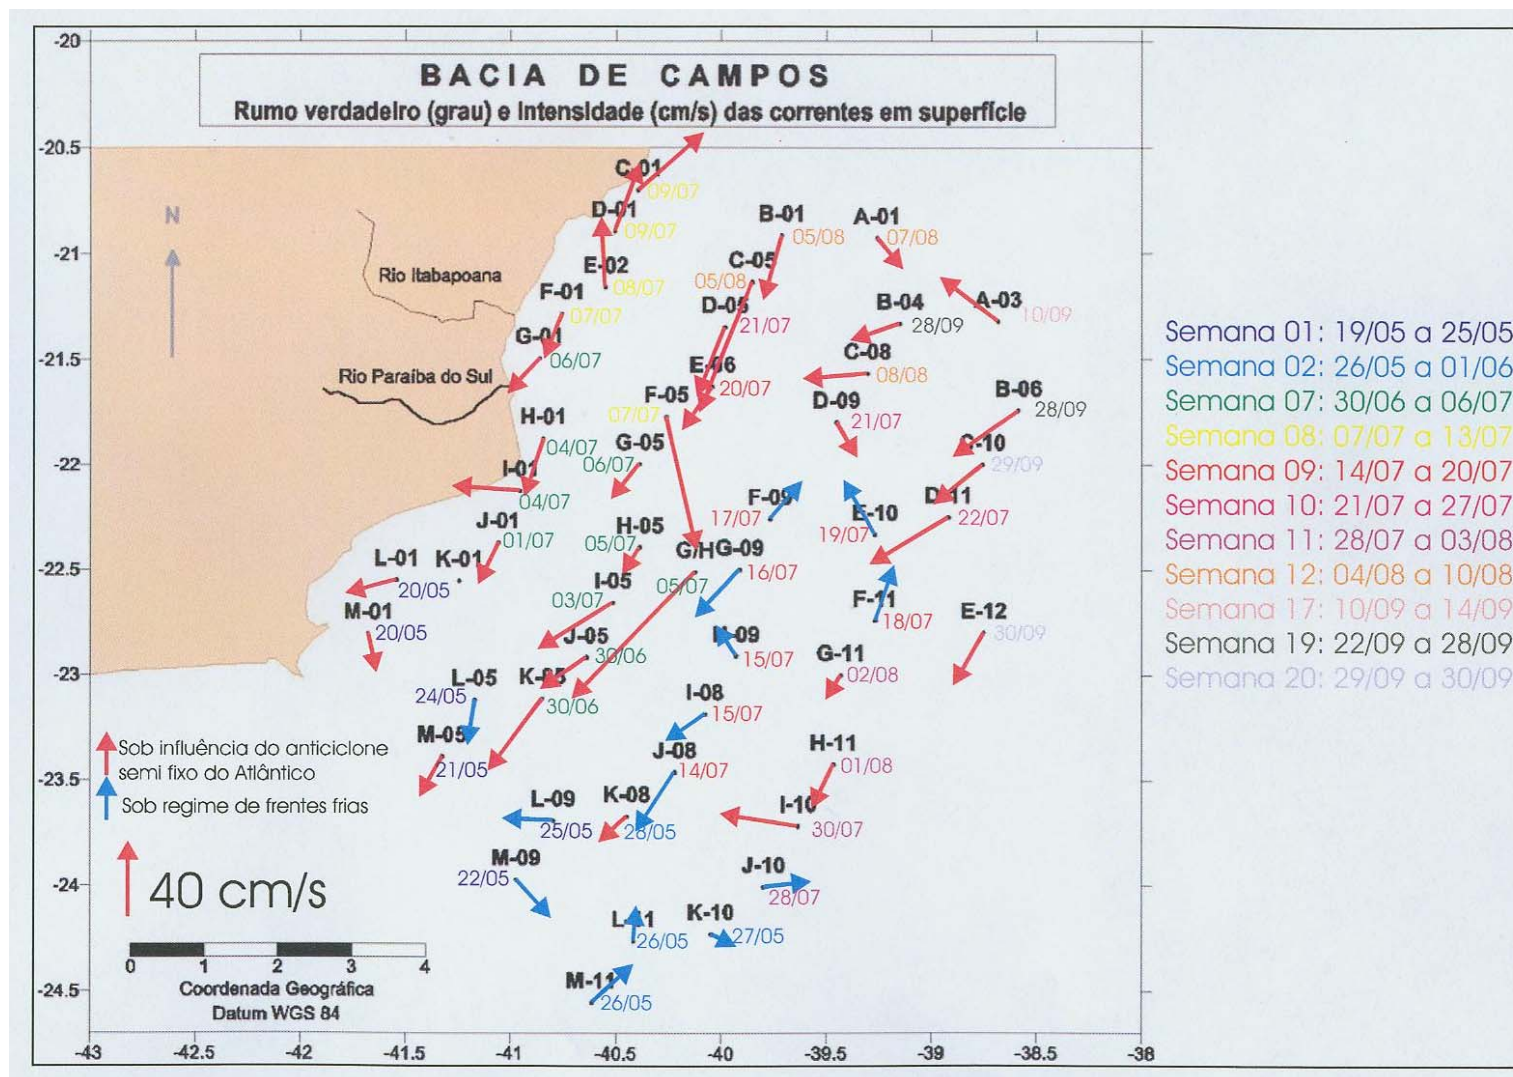 BACIA DE CAMPOS
Rumo verdadeiro (grau) e intensidade (cm/s) das correntes em superfície
-20
-20.5
-21
-21.5
-22
-22.5
-23
-23.5
-24
-24.5
-43
-42.5
-42
-41.5
-41
-40.5
-40
-39.5
-39
-38.5
-38
N
Rio Itabapoana
Rio Paraíba do Sul
C-01
09/07
D-01
09/07
E-02
08/07
F-01
07/07
G-01
06/07
H-01
04/07
I-01
04/07
J-01
01/07
K-01
L-01
20/05
M-01
20/05
B-01
05/08
A-01
07/08
C-05
05/08
D-05
21/07
B-04
28/09
A-03
10/09
E-06
20/07
C-08
08/08
F-05
07/07
D-09
21/07
B-06
28/09
G-05
06/07
C-10
29/09
F-09
17/07
E-10
19/07
D-11
22/07
H-05
05/07
G/H
05/07
G-09
16/07
I-05
03/07
F-11
18/07
E-12
30/09
J-05
30/06
H-09
15/07
G-11
02/08
L-05
24/05
K-05
30/06
I-08
15/07
M-05
21/05
J-08
14/07
H-11
01/08
L-09
25/05
K-08
26/05
I-10
30/07
M-09
22/05
J-10
28/07
L-11
26/05
K-10
27/05
M-11
26/05
Sob influência do anticiclone
semi fixo do Atlântico
Sob regime de frentes frias
40 cm/s
0 1 2 3 4
Coordenada Geográfica
Datum WGS 84
Semana 01: 19/05 a 25/05
Semana 02: 26/05 a 01/06
Semana 07: 30/06 a 06/07
Semana 08: 07/07 a 13/07
Semana 09: 14/07 a 20/07
Semana 10: 21/07 a 27/07
Semana 11: 28/07 a 03/08
Semana 12: 04/08 a 10/08
Semana 17: 10/09 a 14/09
Semana 19: 22/09 a 28/09
Semana 20: 29/09 a 30/09